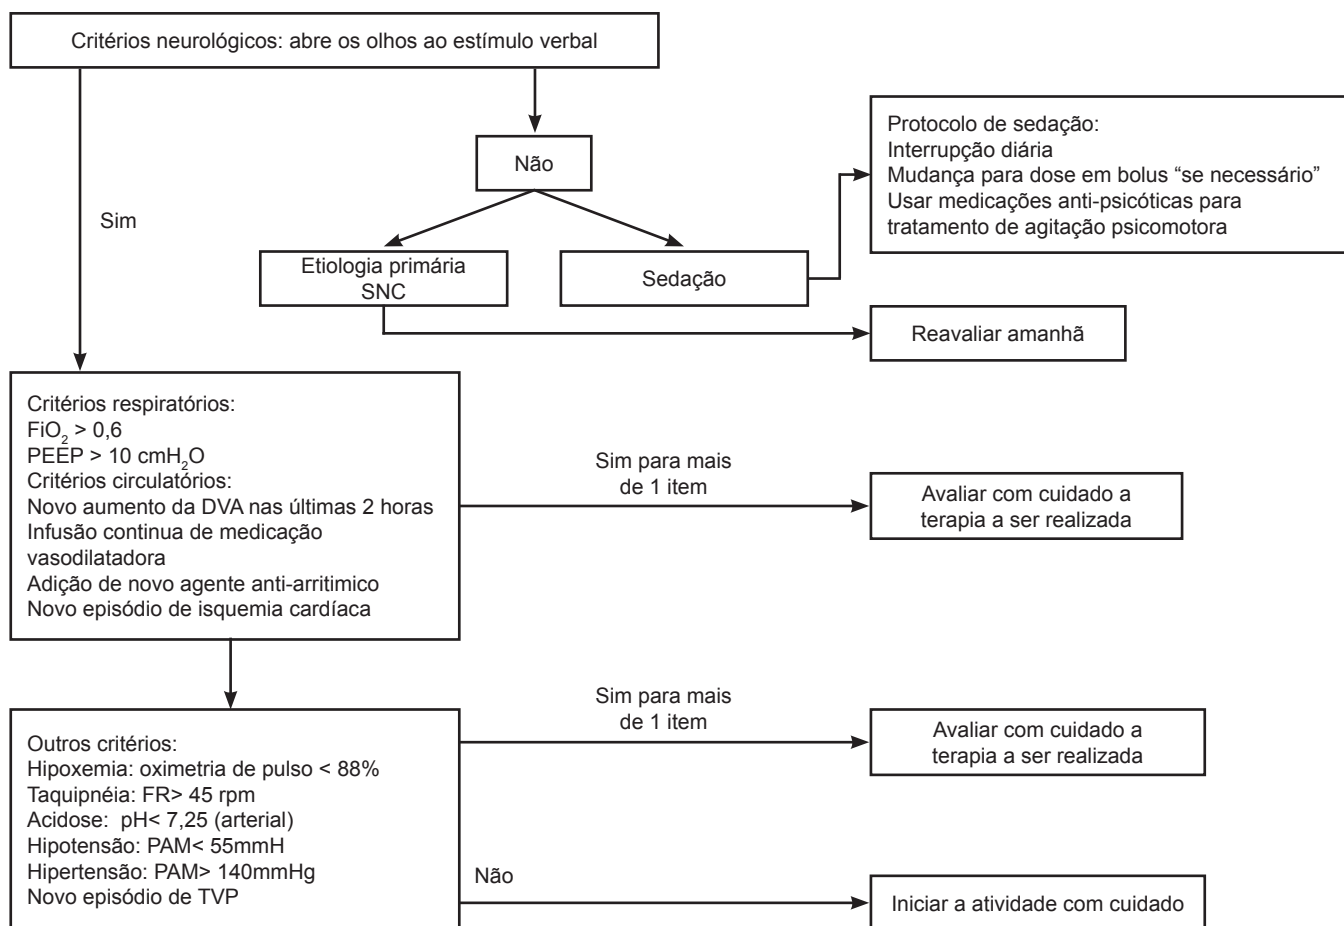 Critérios neurológicos: abre os olhos ao estímulo verbal
Não
Protocolo de sedação:
Interrupção diária
Mudança para dose em bolus “se necessário”
Usar medicações anti-psicóticas para
tratamento de agitação psicomotora
Sim
Etiologia primária
SNC
Sedação
Reavaliar amanhã
Critérios respiratórios:
FiO₂ > 0,6
PEEP > 10 cmH₂O
Critérios circulatórios:
Novo aumento da DVA nas últimas 2 horas
Infusão continua de medicação
vasodilatadora
Adição de novo agente anti-arritimico
Novo episódio de isquemia cardíaca
Sim para mais
de 1 item
Avaliar com cuidado a
terapia a ser realizada
Outros critérios:
Hipoxemia: oximetria de pulso < 88%
Taquipnéia: FR> 45 rpm
Acidose:  pH< 7,25 (arterial)
Hipotensão: PAM< 55mmH
Hipertensão: PAM> 140mmHg
Novo episódio de TVP
Sim para mais
de 1 item
Avaliar com cuidado a
terapia a ser realizada
Não
Iniciar a atividade com cuidado